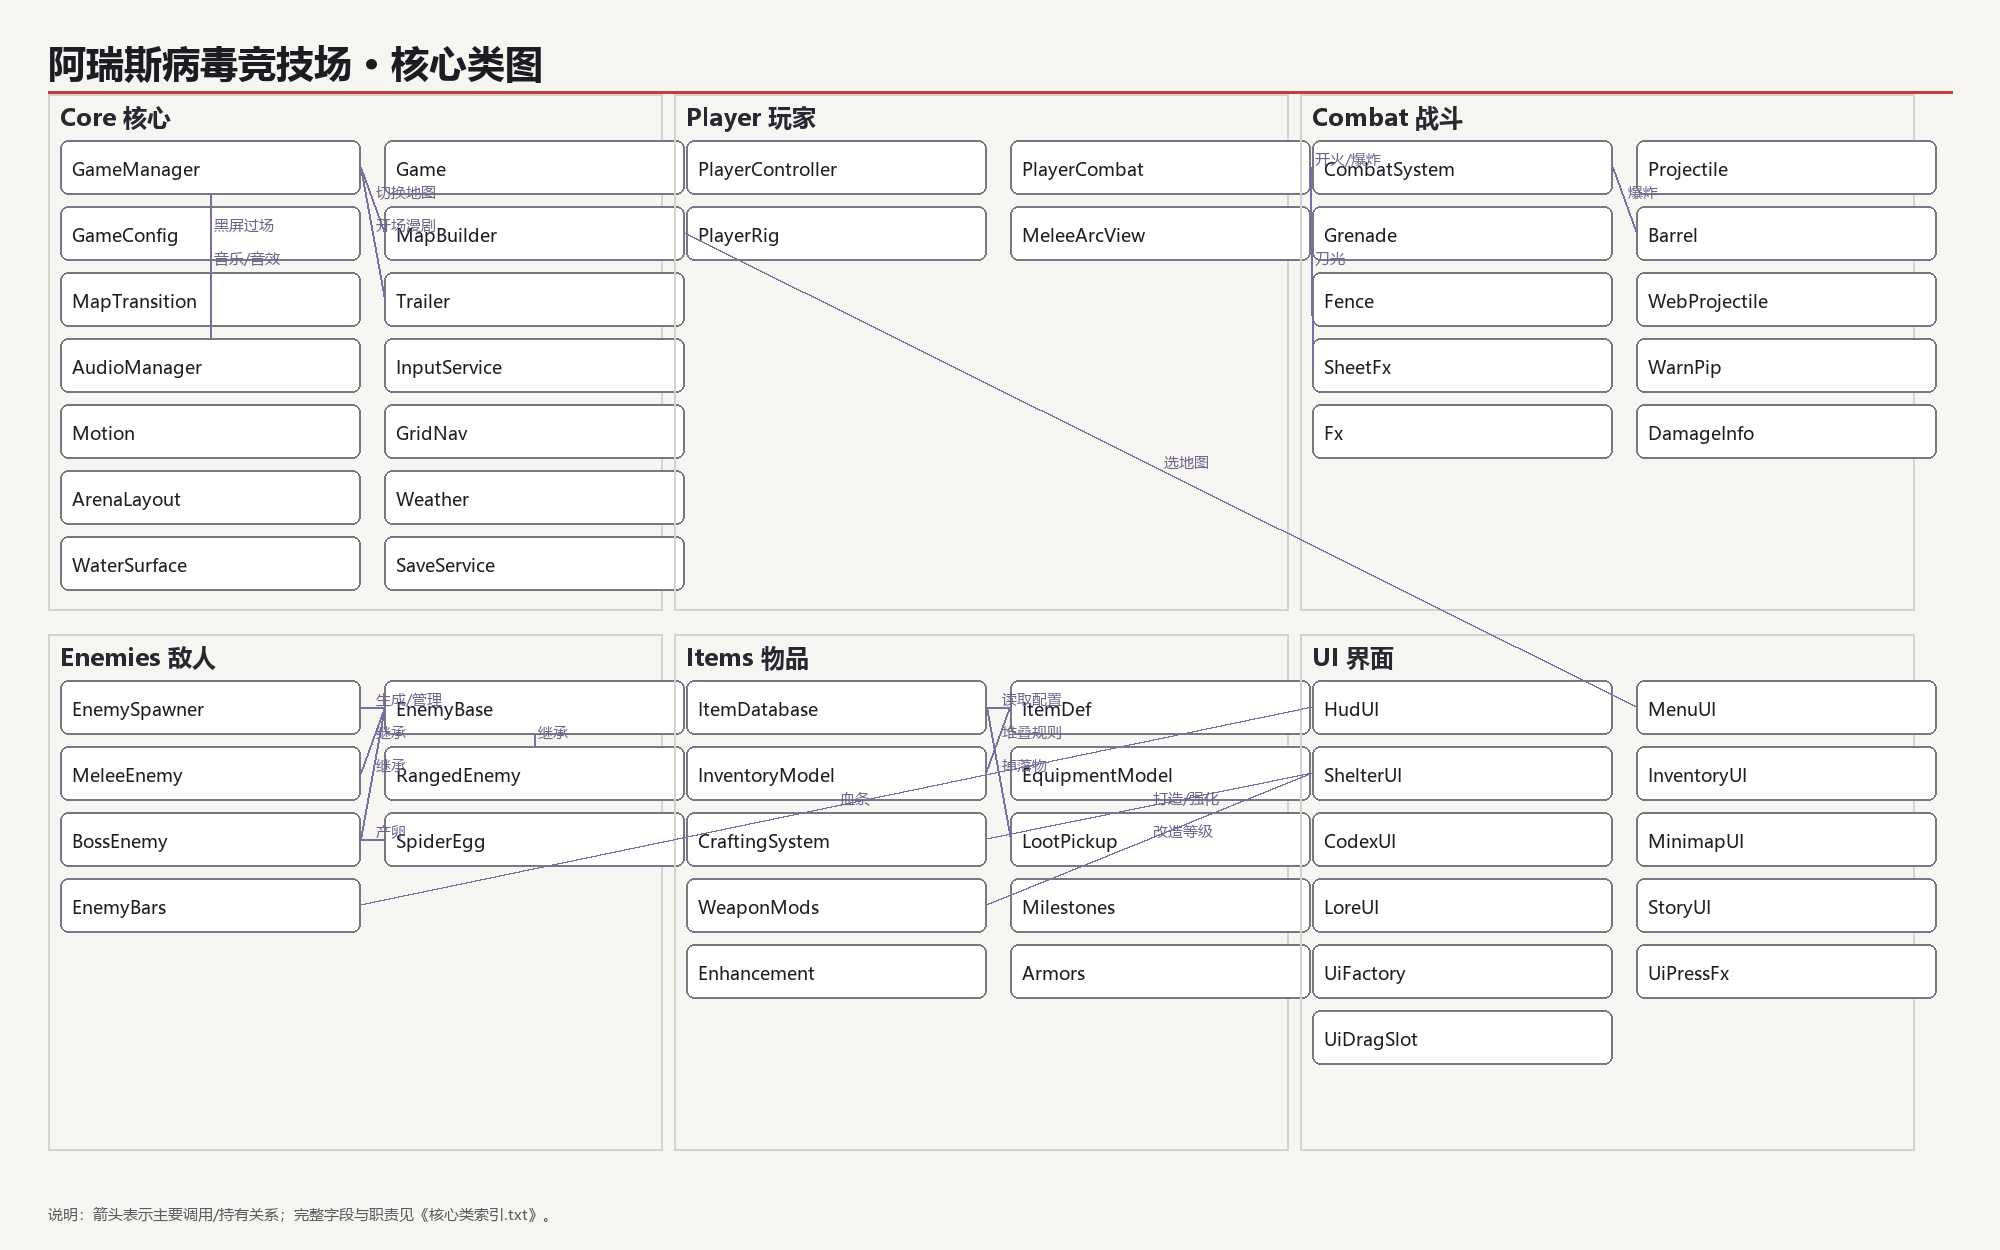 阿瑞斯病毒竞技场·核心类图
Core 核心
GameManager
Game
切换地图
GameConfig
黑屏过场
开场漫剧
MapBuilder
音乐/音效
MapTransition
Trailer
AudioManager
InputService
Motion
GridNav
ArenaLayout
Weather
WaterSurface
SaveService
Player 玩家
PlayerController
PlayerCombat
PlayerRig
MeleeArcView
选地图
Combat 战斗
开火/爆炸
CombatSystem
Projectile
爆炸
Grenade
Barrel
刀光
Fence
WebProjectile
SheetFx
WarnPip
Fx
DamageInfo
Enemies 敌人
生成/管理
EnemySpawner
EnemyBase
继承
继承
继承
MeleeEnemy
RangedEnemy
产卵
BossEnemy
SpiderEgg
EnemyBars
Items 物品
读取配置
ItemDatabase
ItemDef
堆叠规则
掉落物
InventoryModel
EquipmentModel
血条
打造/强化
CraftingSystem
LootPickup
改造等级
WeaponMods
Milestones
Enhancement
Armors
UI 界面
HudUI
MenuUI
ShelterUI
InventoryUI
CodexUI
MinimapUI
LoreUI
StoryUI
UiFactory
UiPressFx
UiDragSlot
说明：箭头表示主要调用/持有关系；完整字段与职责见《核心类索引.txt》。